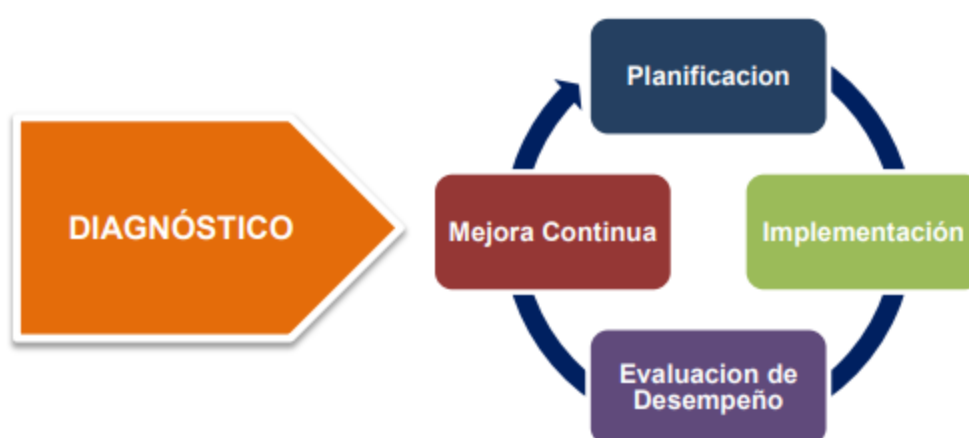 DIAGNÓSTICO
Planificacion
Mejora Continua
Implementación
Evaluacion de
Desempeño